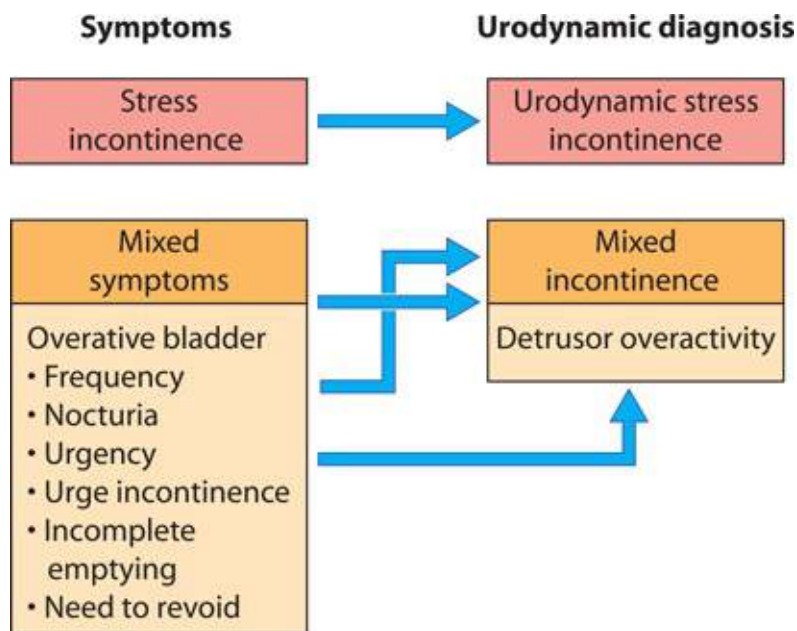 Symptoms
Urodynamic diagnosis
Stress
incontinence
Urodynamic stress
incontinence
Mixed
symptoms
Mixed
incontinence
Overative bladder
• Frequency
• Nocturia
• Urgency
• Urge incontinence
• Incomplete
emptying
• Need to revoid
Detrusor overactivity